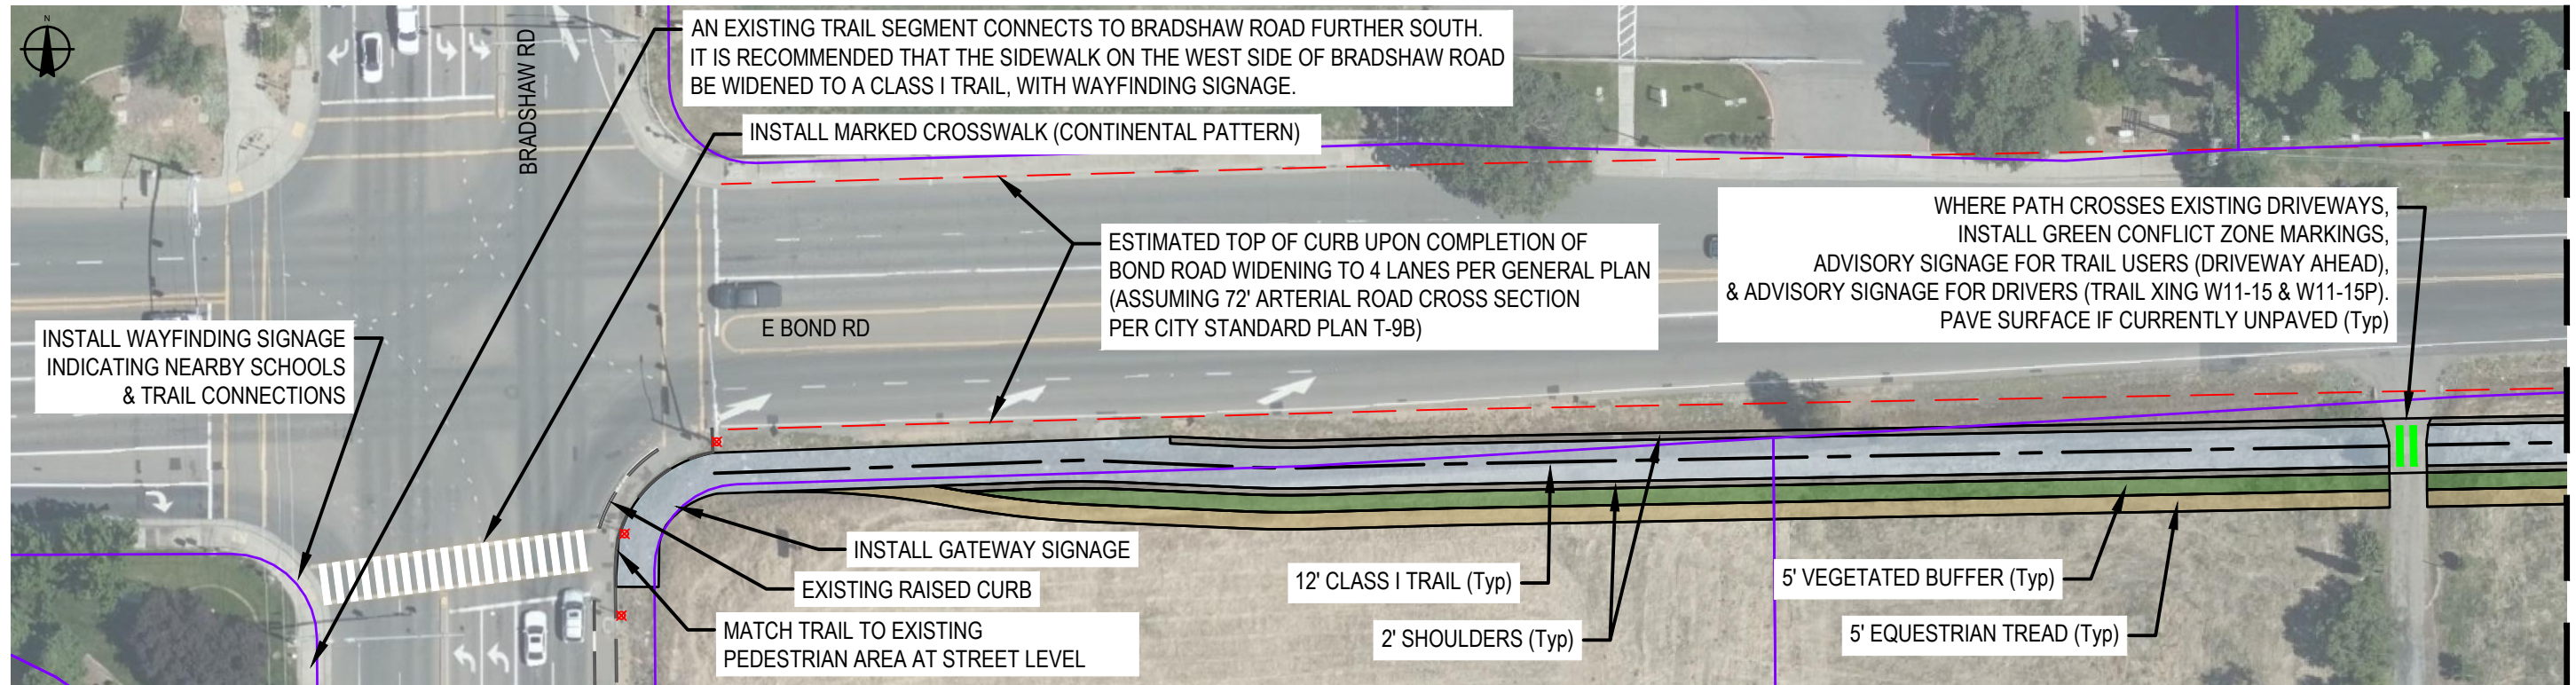 N
BRADSHAW RD
AN EXISTING TRAIL SEGMENT CONNECTS TO BRADSHAW ROAD FURTHER SOUTH.
IT IS RECOMMENDED THAT THE SIDEWALK ON THE WEST SIDE OF BRADSHAW ROAD
BE WIDENED TO A CLASS I TRAIL, WITH WAYFINDING SIGNAGE.
INSTALL MARKED CROSSWALK (CONTINENTAL PATTERN)
ESTIMATED TOP OF CURB UPON COMPLETION OF
BOND ROAD WIDENING TO 4 LANES PER GENERAL PLAN
(ASSUMING 72' ARTERIAL ROAD CROSS SECTION
PER CITY STANDARD PLAN T-9B)
WHERE PATH CROSSES EXISTING DRIVEWAYS,
INSTALL GREEN CONFLICT ZONE MARKINGS,
ADVISORY SIGNAGE FOR TRAIL USERS (DRIVEWAY AHEAD),
& ADVISORY SIGNAGE FOR DRIVERS (TRAIL XING W11-15 & W11-15P).
PAVE SURFACE IF CURRENTLY UNPAVED (Typ)
E BOND RD
INSTALL WAYFINDING SIGNAGE
INDICATING NEARBY SCHOOLS
& TRAIL CONNECTIONS
INSTALL GATEWAY SIGNAGE
EXISTING RAISED CURB
MATCH TRAIL TO EXISTING
PEDESTRIAN AREA AT STREET LEVEL
12' CLASS I TRAIL (Typ)
2' SHOULDERS (Typ)
5' VEGETATED BUFFER (Typ)
5' EQUESTRIAN TREAD (Typ)